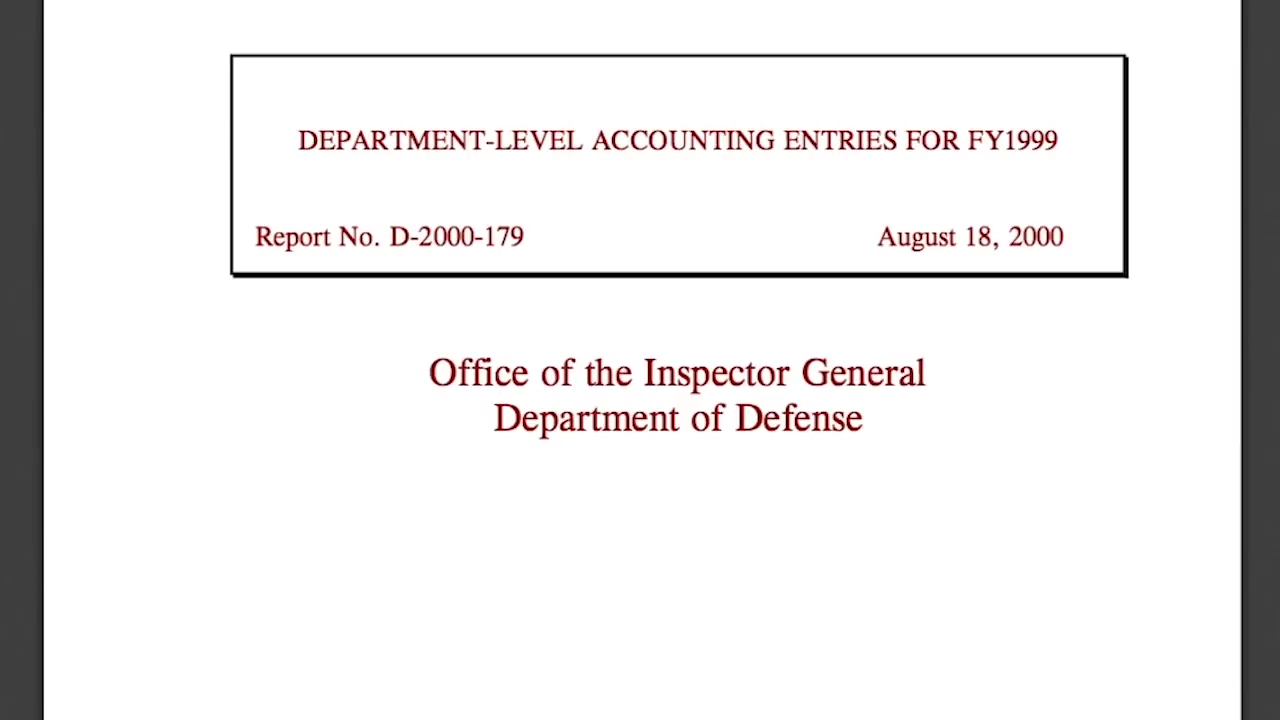 DEPARTMENT-LEVEL ACCOUNTING ENTRIES FOR FY1999
Report No. D-2000-179 August 18, 2000
Office of the Inspector General
Department of Defense